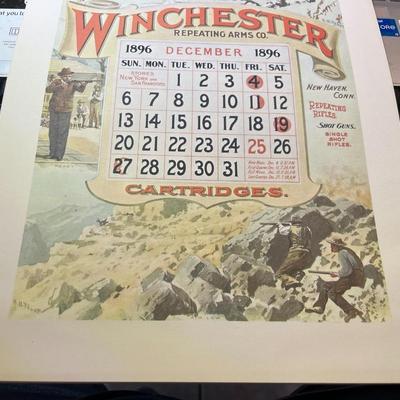 WINCHESTER
REPEATING ARMS CO.
1896 DECEMBER 1896
SUN. MON. TUE. WED. THU. FRI. SAT.
STORES
NEW YORK AND
SAN FRANCISCO.
1 2 3 4 5
6 7 8 9 10 11 12
13 14 15 16 17 18 19
20 21 22 23 24 25 26
27 28 29 30 31
NEW HAVEN,
CONN.
REPEATING
RIFLES,
SHOT GUNS,
SINGLE
SHOT
RIFLES.
CARTRIDGES.